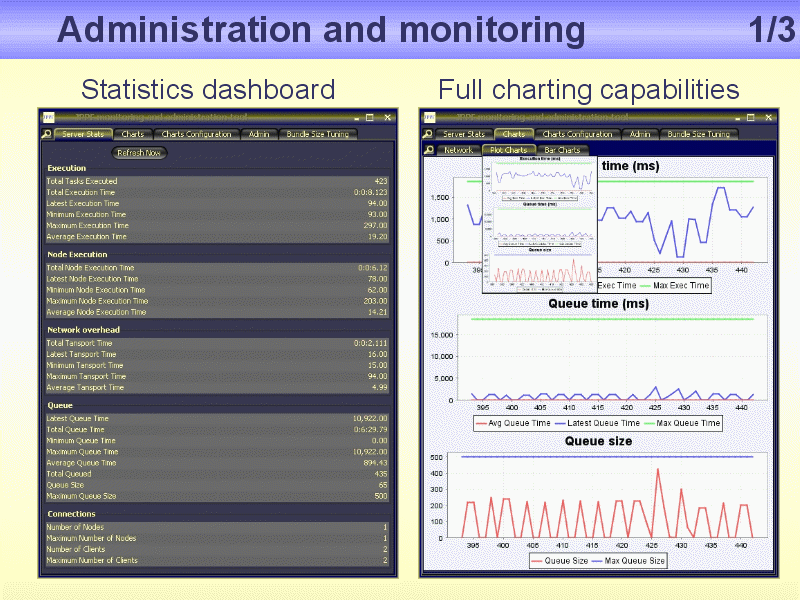 Administration and monitoring 1/3
Statistics dashboard
JPPF monitoring and administration tool
Server Stats Charts Charts Configuration Admin Bundle Size Tuning
Refresh Now
Execution
Total Tasks Executed 423
Total Execution Time 0:0:8.123
Latest Execution Time 94.00
Minimum Execution Time 93.00
Maximum Execution Time 297.00
Average Execution Time 19.20
Node Execution
Total Node Execution Time 0:0:6.12
Latest Node Execution Time 78.00
Minimum Node Execution Time 62.00
Maximum Node Execution Time 203.00
Average Node Execution Time 14.21
Network overhead
Total Tansport Time 0:0:2.111
Latest Tansport Time 16.00
Minimum Tansport Time 15.00
Maximum Tansport Time 94.00
Average Tansport Time 4.99
Queue
Latest Queue Time 10,922.00
Total Queue Time 0:6:29.79
Minimum Queue Time 0.00
Maximum Queue Time 10,922.00
Average Queue Time 894.43
Total Queued 435
Queue Size 65
Maximum Queue Size 500
Connections
Number of Nodes 1
Maximum Number of Nodes 1
Number of Clients 2
Maximum Number of Clients 2
Full charting capabilities
JPPF monitoring and administration tool
Server Stats Charts Charts Configuration Admin Bundle Size Tuning
Network Plot Charts Bar Charts
Execution time (ms)
Queue time (ms)
Queue size
time (ms)
1,500
1,000
500
0
420 425 430 435 440
Exec Time Max Exec Time
Queue time (ms)
15,000
10,000
5,000
0
395 400 405 410 415 420 425 430 435 440
Avg Queue Time Latest Queue Time Max Queue Time
Queue size
500
400
300
200
100
0
395 400 405 410 415 420 425 430 435 440
Queue Size Max Queue Size